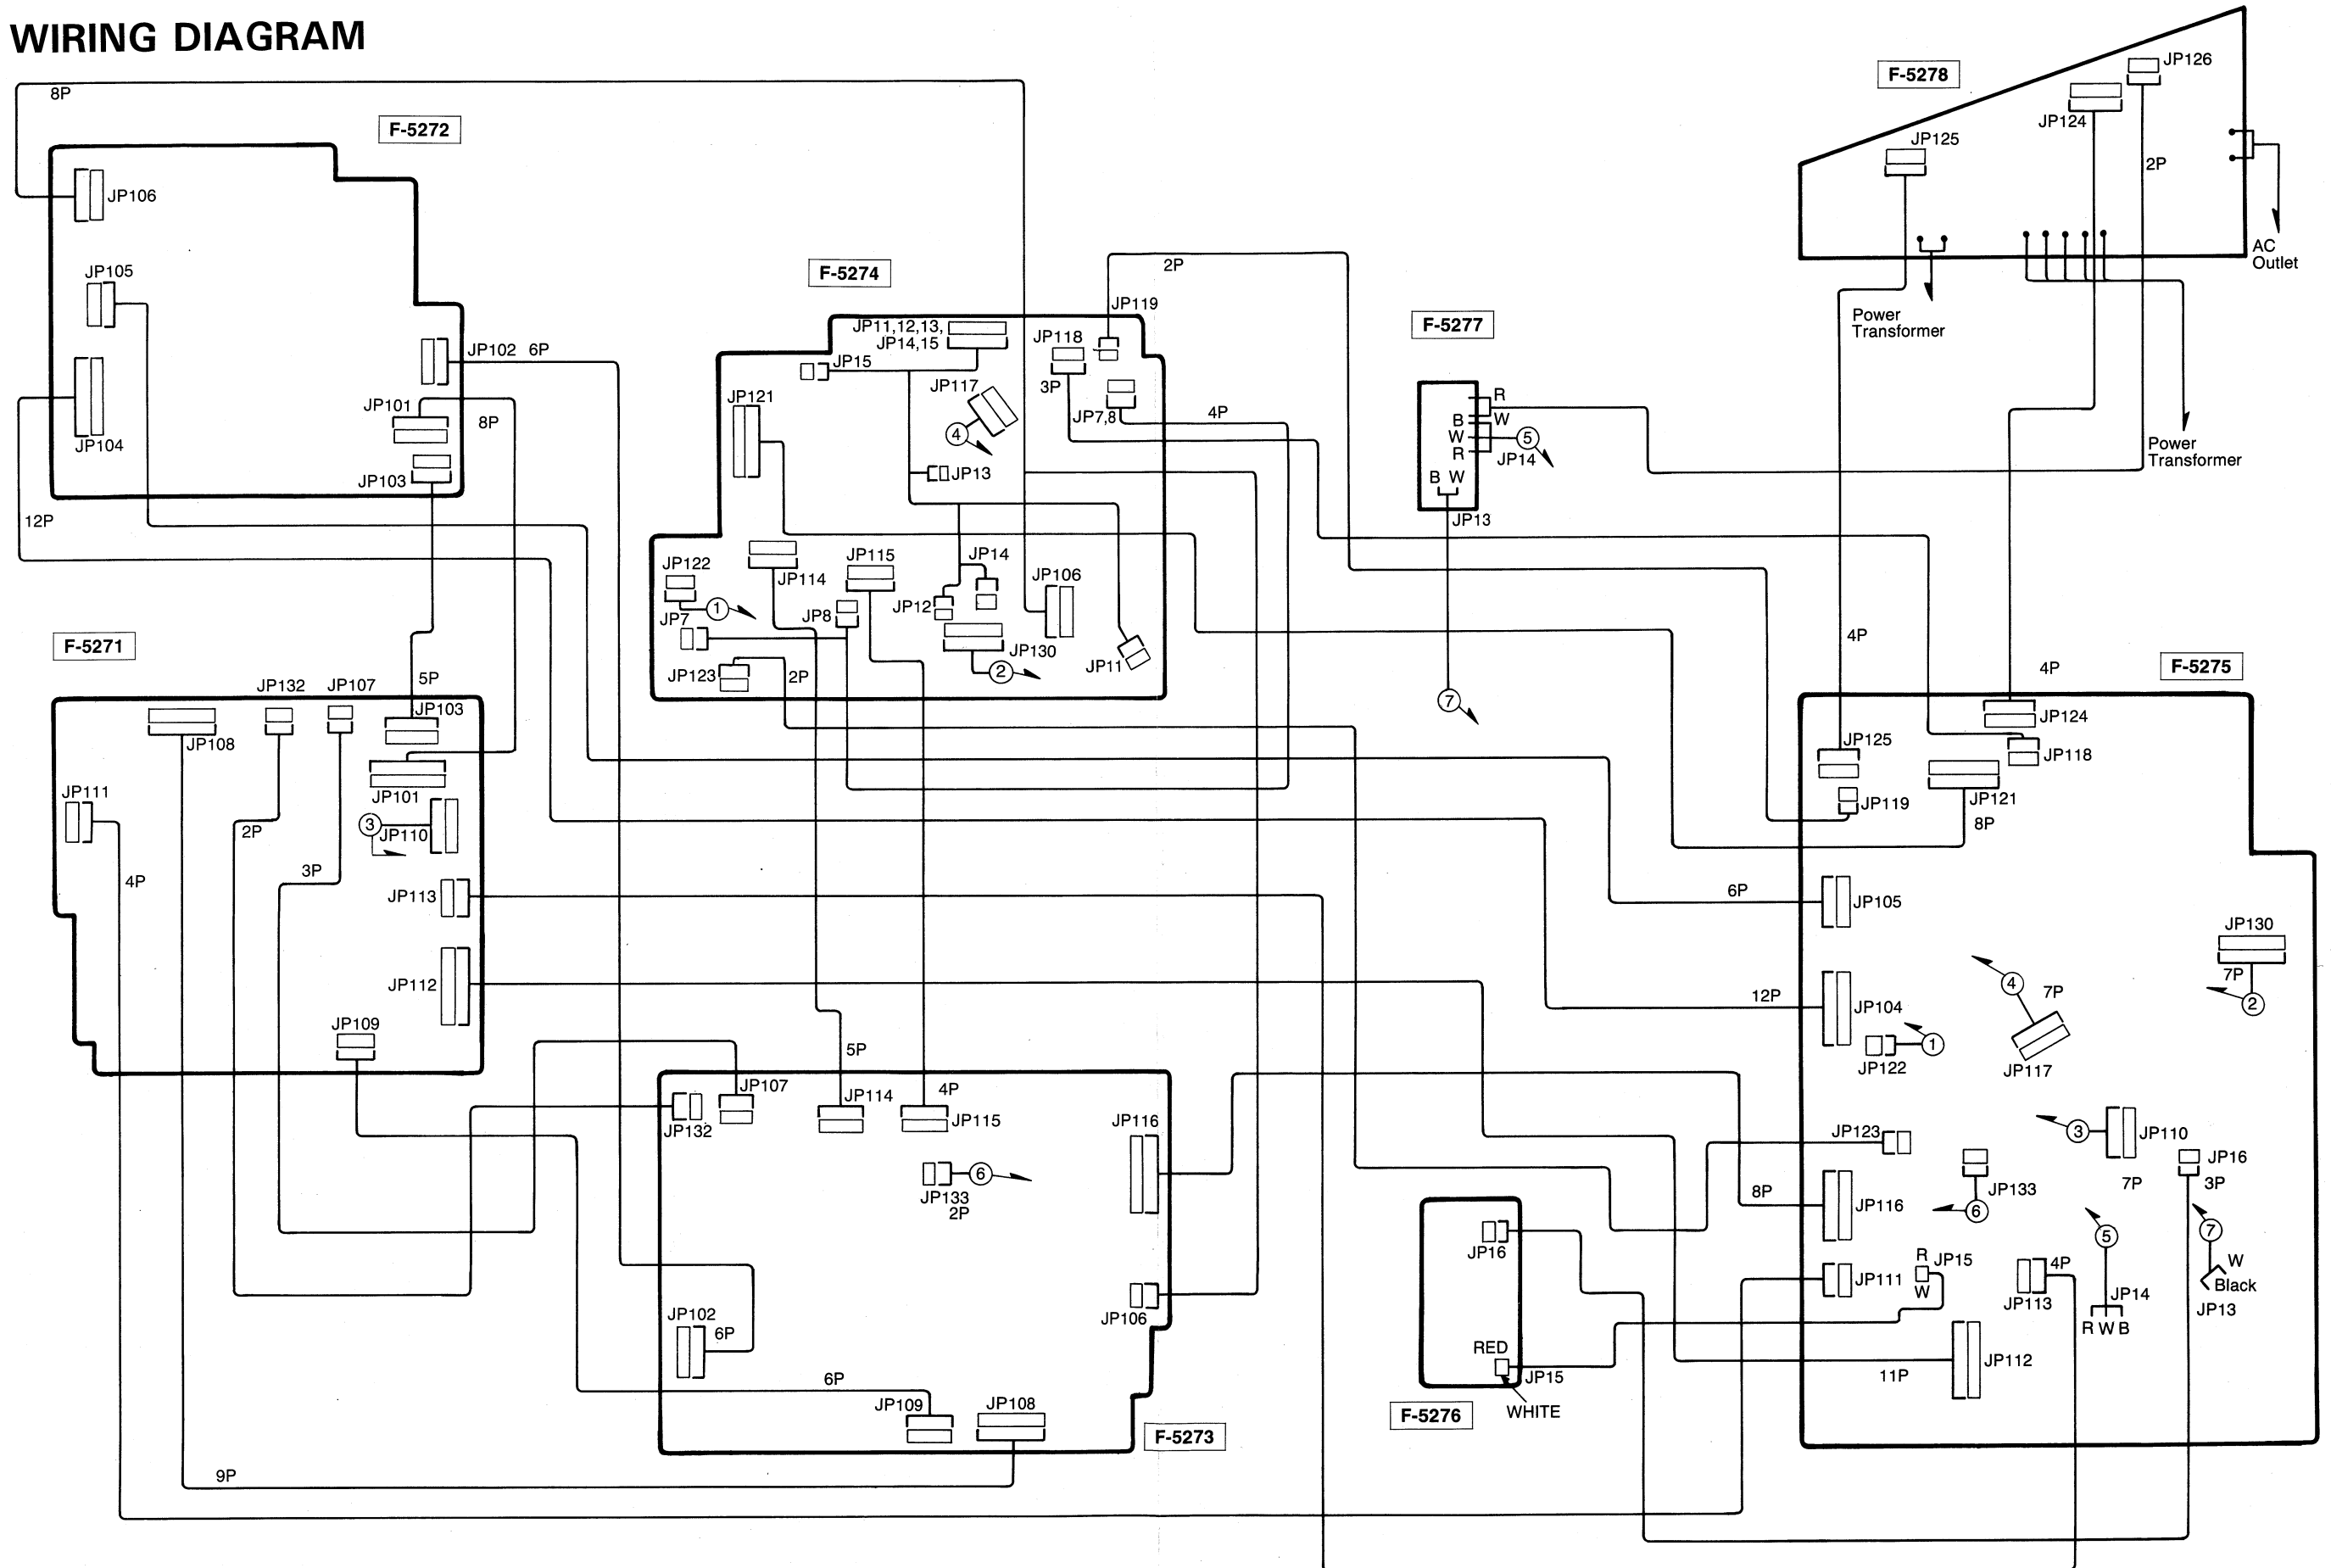 WIRING DIAGRAM
8P
F-5272
JP106
JP105
JP104
JP102 6P
JP101
8P
JP103
12P
F-5274
2P
JP119
JP11,12,13,
JP14,15
JP118
JP15
JP117
3P
JP121
JP7,8
4P
4
JP13
JP122
JP114
JP115
JP14
JP106
1
JP7
JP8
JP12
JP130
JP11
JP123
2P
2
F-5277
R
B W
W
5
R
JP14
B W
JP13
7
F-5278
JP126
JP124
JP125
2P
AC
Outlet
Power
Transformer
Power
Transformer
4P
4P
F-5271
JP132 JP107
5P
JP103
JP108
JP101
JP111
2P
3
JP110
3P
4P
JP113
JP112
JP109
5P
JP107
JP114
4P
JP115
JP132
JP116
6
JP133
2P
JP106
JP102
6P
6P
JP109
JP108
F-5273
9P
JP16
RED
JP15
WHITE
F-5276
F-5275
JP124
JP125
JP118
JP119
JP121
8P
6P
JP105
JP130
7P
2
4
7P
12P
JP104
1
JP122
JP117
JP123
3
JP110
JP16
7P
3P
JP133
6
8P
JP116
5
7
R
JP15
W
4P
W
Black
JP111
JP113
JP14
JP13
R W B
JP112
11P